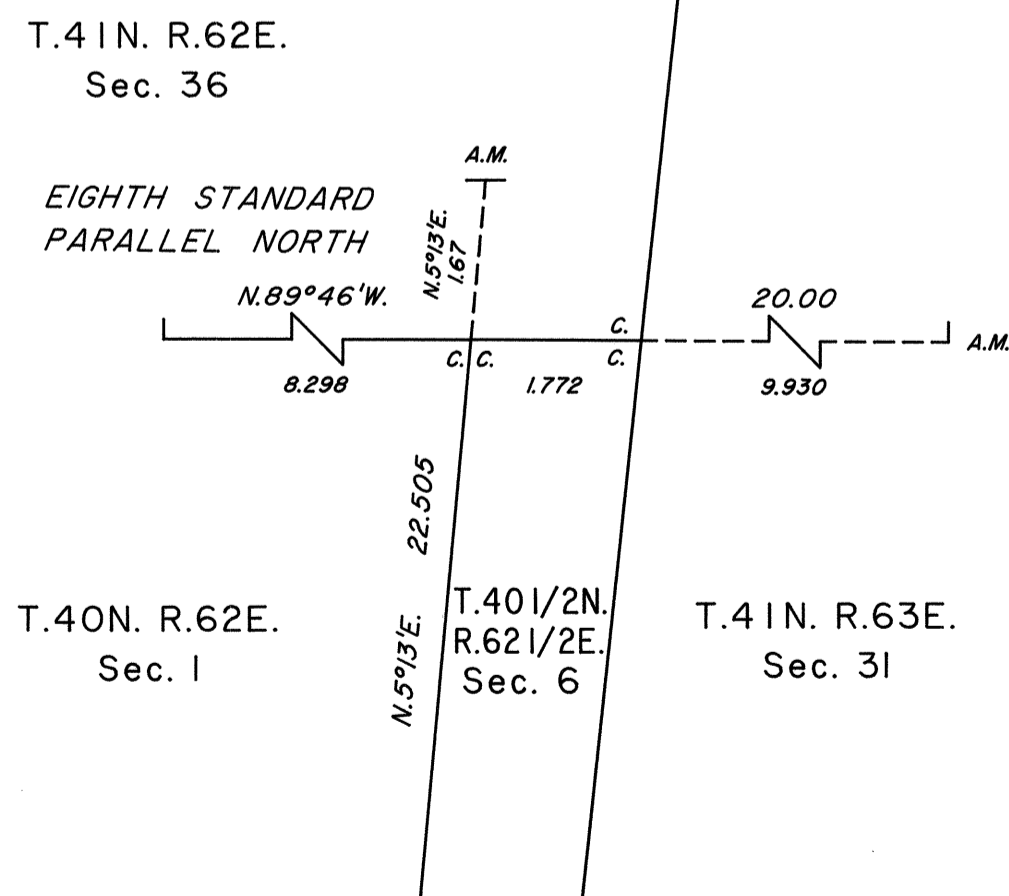 T.41N. R.62E.
Sec. 36
A.M.
EIGHTH STANDARD
PARALLEL NORTH
N.5°13'E.
1.67
N.89°46'W.
20.00
C.
A.M.
C.
C.
C.
8.298
1.772
9.930
22.505
N.5°13'E.
T.40N. R.62E.
Sec. 1
T.40 1/2N.
R.62 1/2E.
Sec. 6
T.41N. R.63E.
Sec. 31